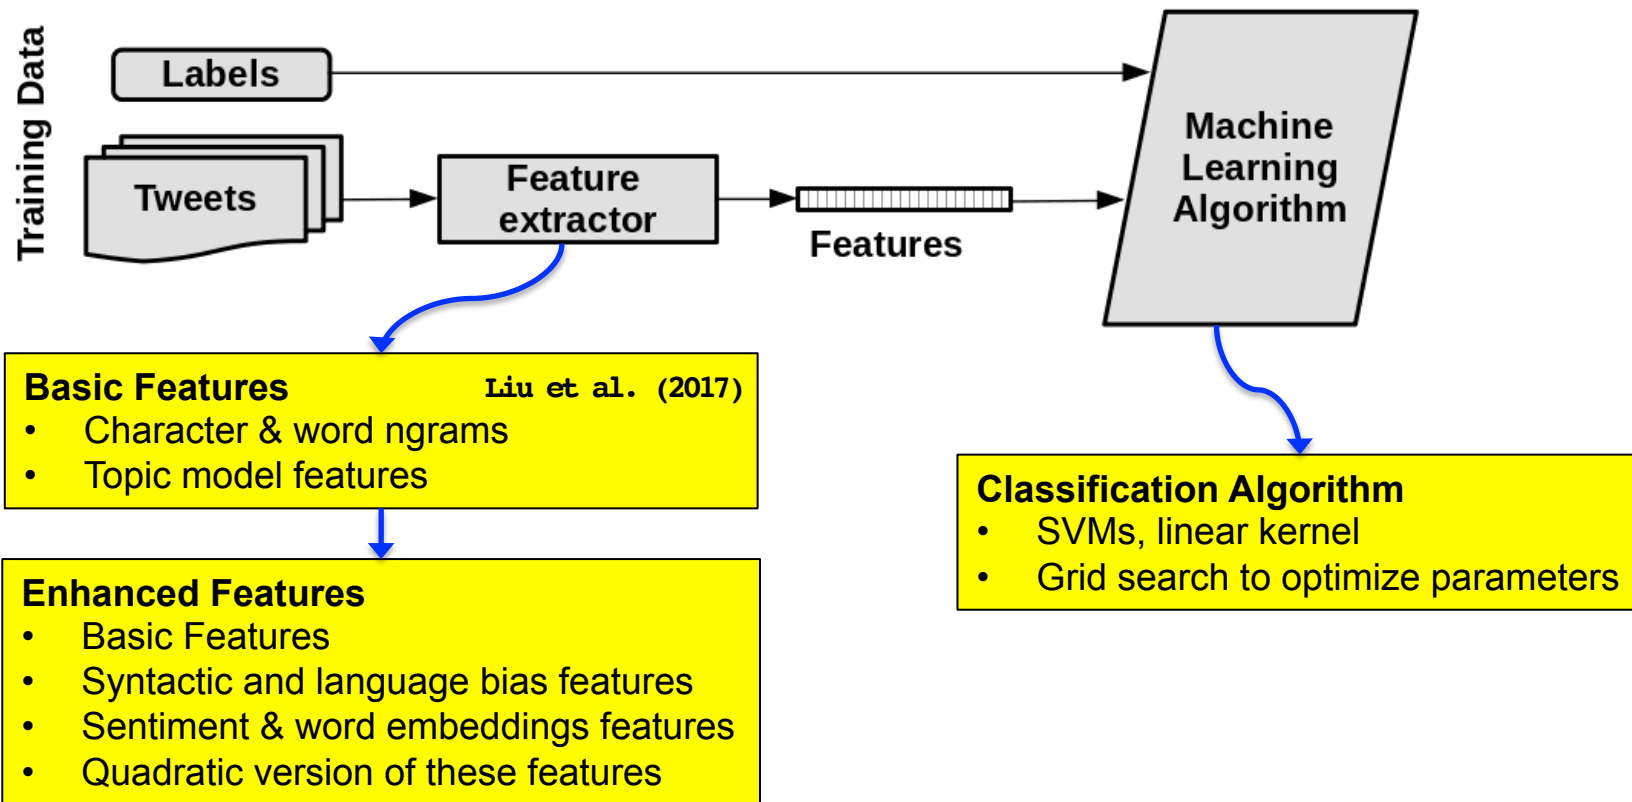 Training Data
Labels
Tweets
Feature
extractor
Features
Machine
Learning
Algorithm
Basic Features Liu et al. (2017)
• Character & word ngrams
• Topic model features
Enhanced Features
• Basic Features
• Syntactic and language bias features
• Sentiment & word embeddings features
• Quadratic version of these features
Classification Algorithm
• SVMs, linear kernel
• Grid search to optimize parameters